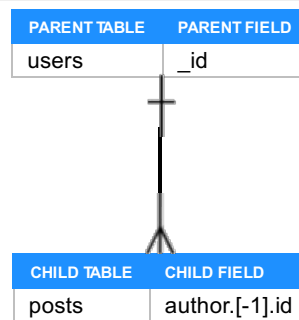 PARENT TABLE PARENT FIELD
users _id
CHILD TABLE CHILD FIELD
posts author.[-1].id